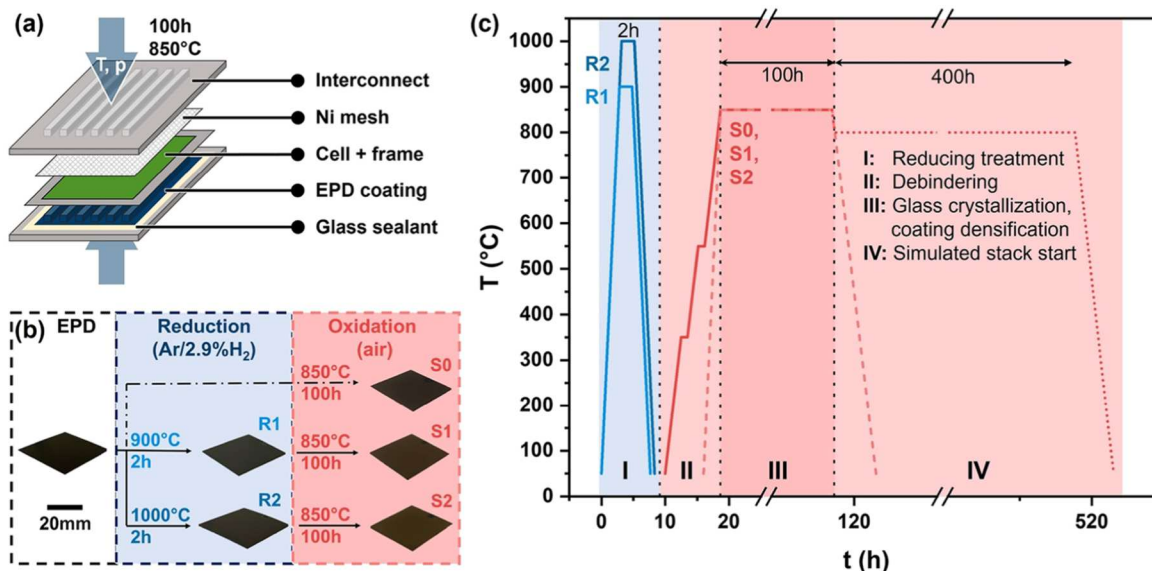 (a)
100h
850°C
T, p
Interconnect
Ni mesh
Cell + frame
EPD coating
Glass sealant
(b)
EPD
Reduction
(Ar/2.9%H₂)
Oxidation
(air)
S0
850°C
100h
R1
S1
900°C
2h
850°C
100h
R2
S2
1000°C
2h
850°C
100h
20mm
(c)
2h
R2
R1
100h
400h
S0,
S1,
S2
I: Reducing treatment
II: Debindering
III: Glass crystallization,
coating densification
IV: Simulated stack start
I
II
III
IV
T (°C)
1000
900
800
700
600
500
400
300
200
100
0
0
10
20
120
520
t (h)